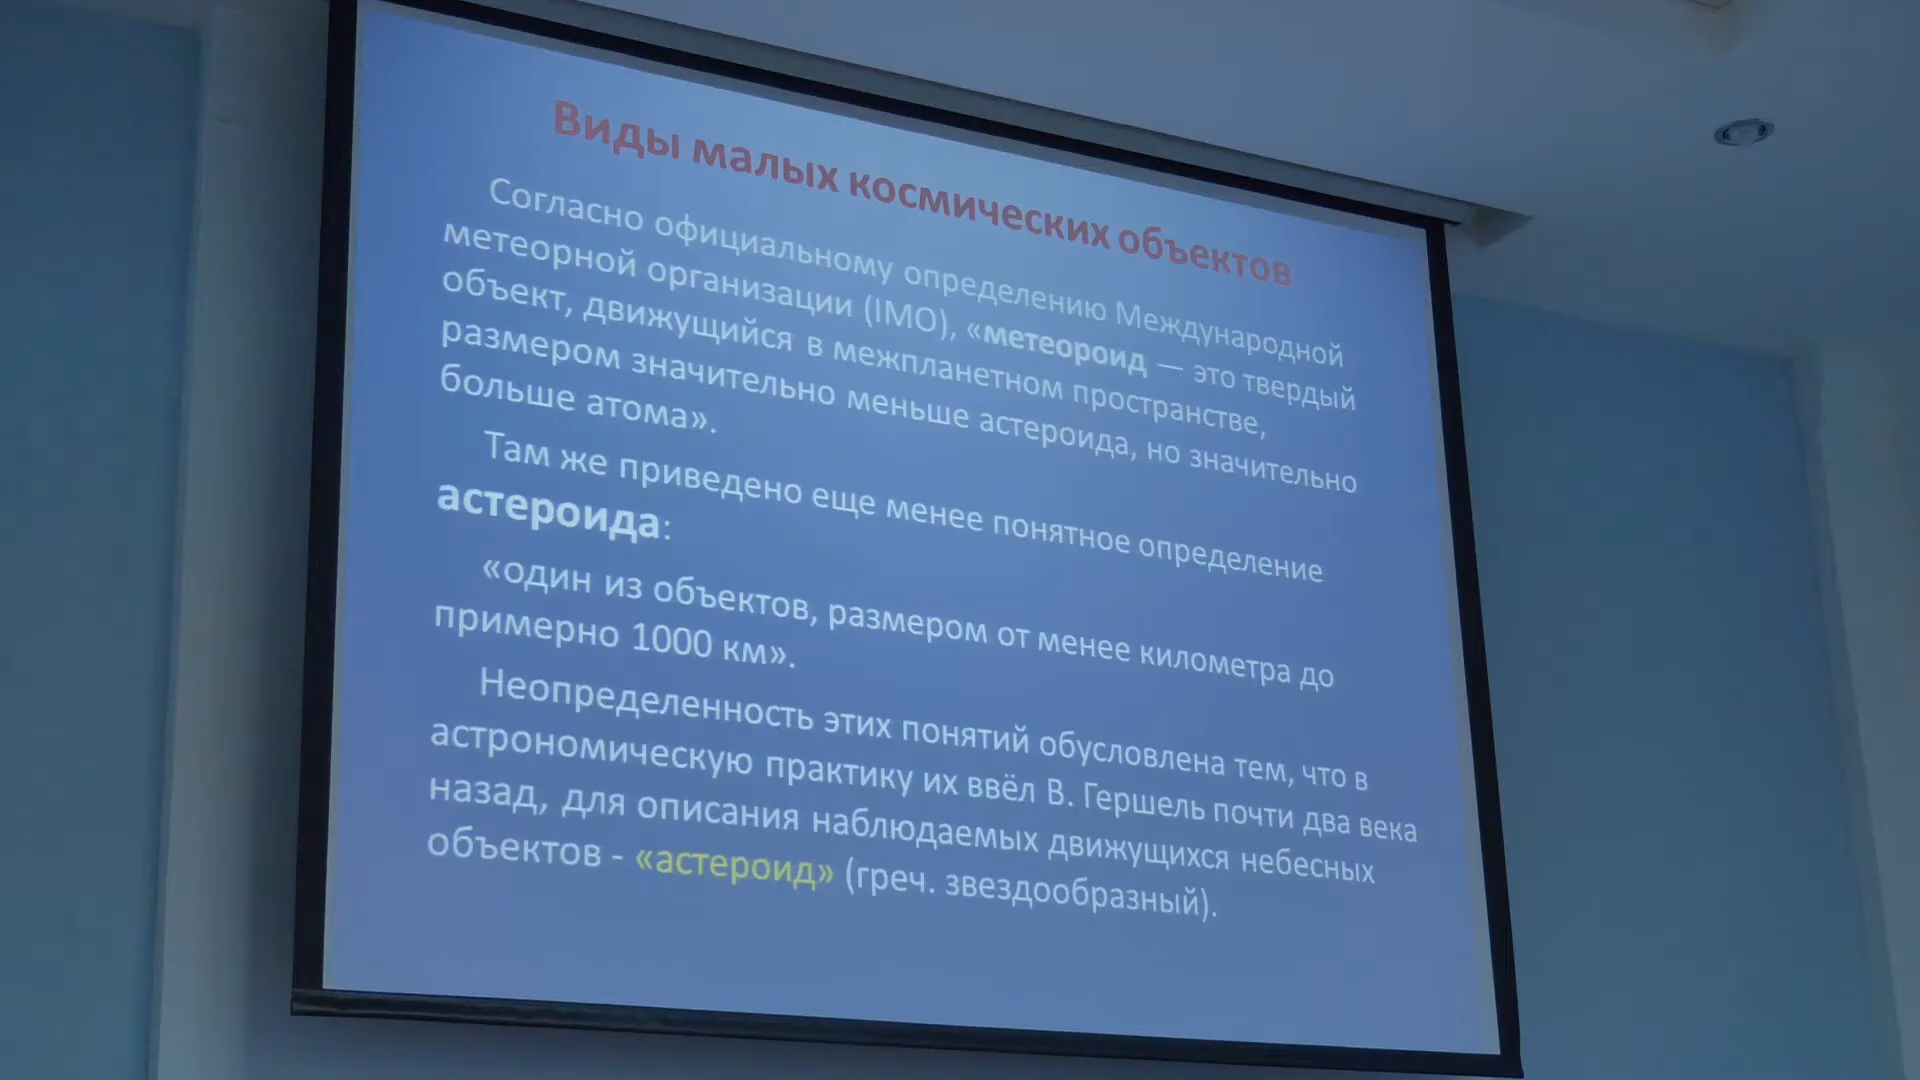 Виды малых космических объектов
Согласно официальному определению Международной
метеорной организации (IMO), «метеороид — это твердый
объект, движущийся в межпланетном пространстве,
размером значительно меньше астероида, но значительно
больше атома».
Там же приведено еще менее понятное определение
астероида:
«один из объектов, размером от менее километра до
примерно 1000 км».
Неопределенность этих понятий обусловлена тем, что в
астрономическую практику их ввёл В. Гершель почти два века
назад, для описания наблюдаемых движущихся небесных
объектов - «астероид» (греч. звездообразный).